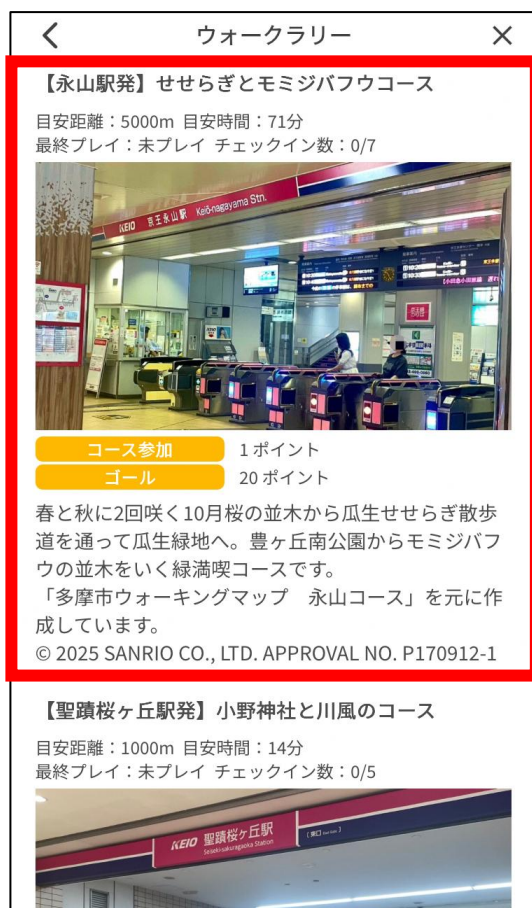 ウォークラリー
【永山駅発】せせらぎとモミジバフウコース
目安距離：5000m 目安時間：71分
最終プレイ：未プレイ チェックイン数：0/7
KEIO 京王永山駅 Keiō-nagayama Stn.
コース参加 1 ポイント
ゴール 20 ポイント
春と秋に2回咲く10月桜の並木から瓜生せせらぎ散歩
道を通って瓜生緑地へ。豊ヶ丘南公園からモミジバフ
ウの並木をいく緑満喫コースです。
「多摩市ウォーキングマップ　永山コース」を元に作
成しています。
© 2025 SANRIO CO., LTD. APPROVAL NO. P170912-1
【聖蹟桜ヶ丘駅発】小野神社と川風のコース
目安距離：1000m 目安時間：14分
最終プレイ：未プレイ チェックイン数：0/5
KEIO 聖蹟桜ヶ丘駅
Seiseki-sakuragaoka Station